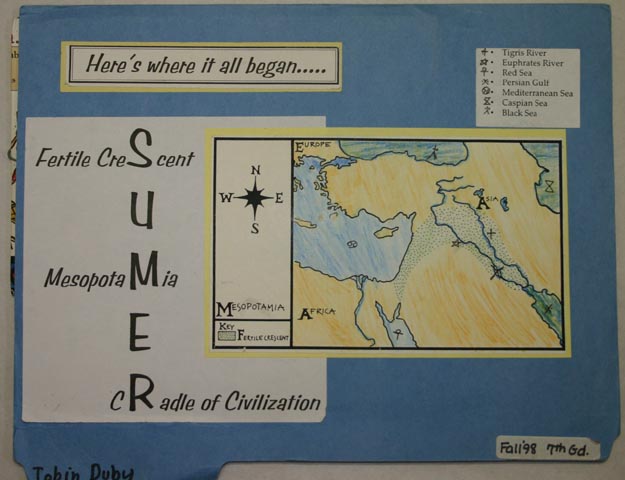 Here's where it all began.....
Fertile CreScent
U
MesopotaMia
E
cRadle of Civilization
N
W E
S
MESOPOTAMIA
KEY
FERTILE CRESCENT
EUROPE
ASIA
AFRICA
Tigris River
Euphrates River
Red Sea
Persian Gulf
Mediterranean Sea
Caspian Sea
Black Sea
Tobin Duby
Fall '98 7th Gd.